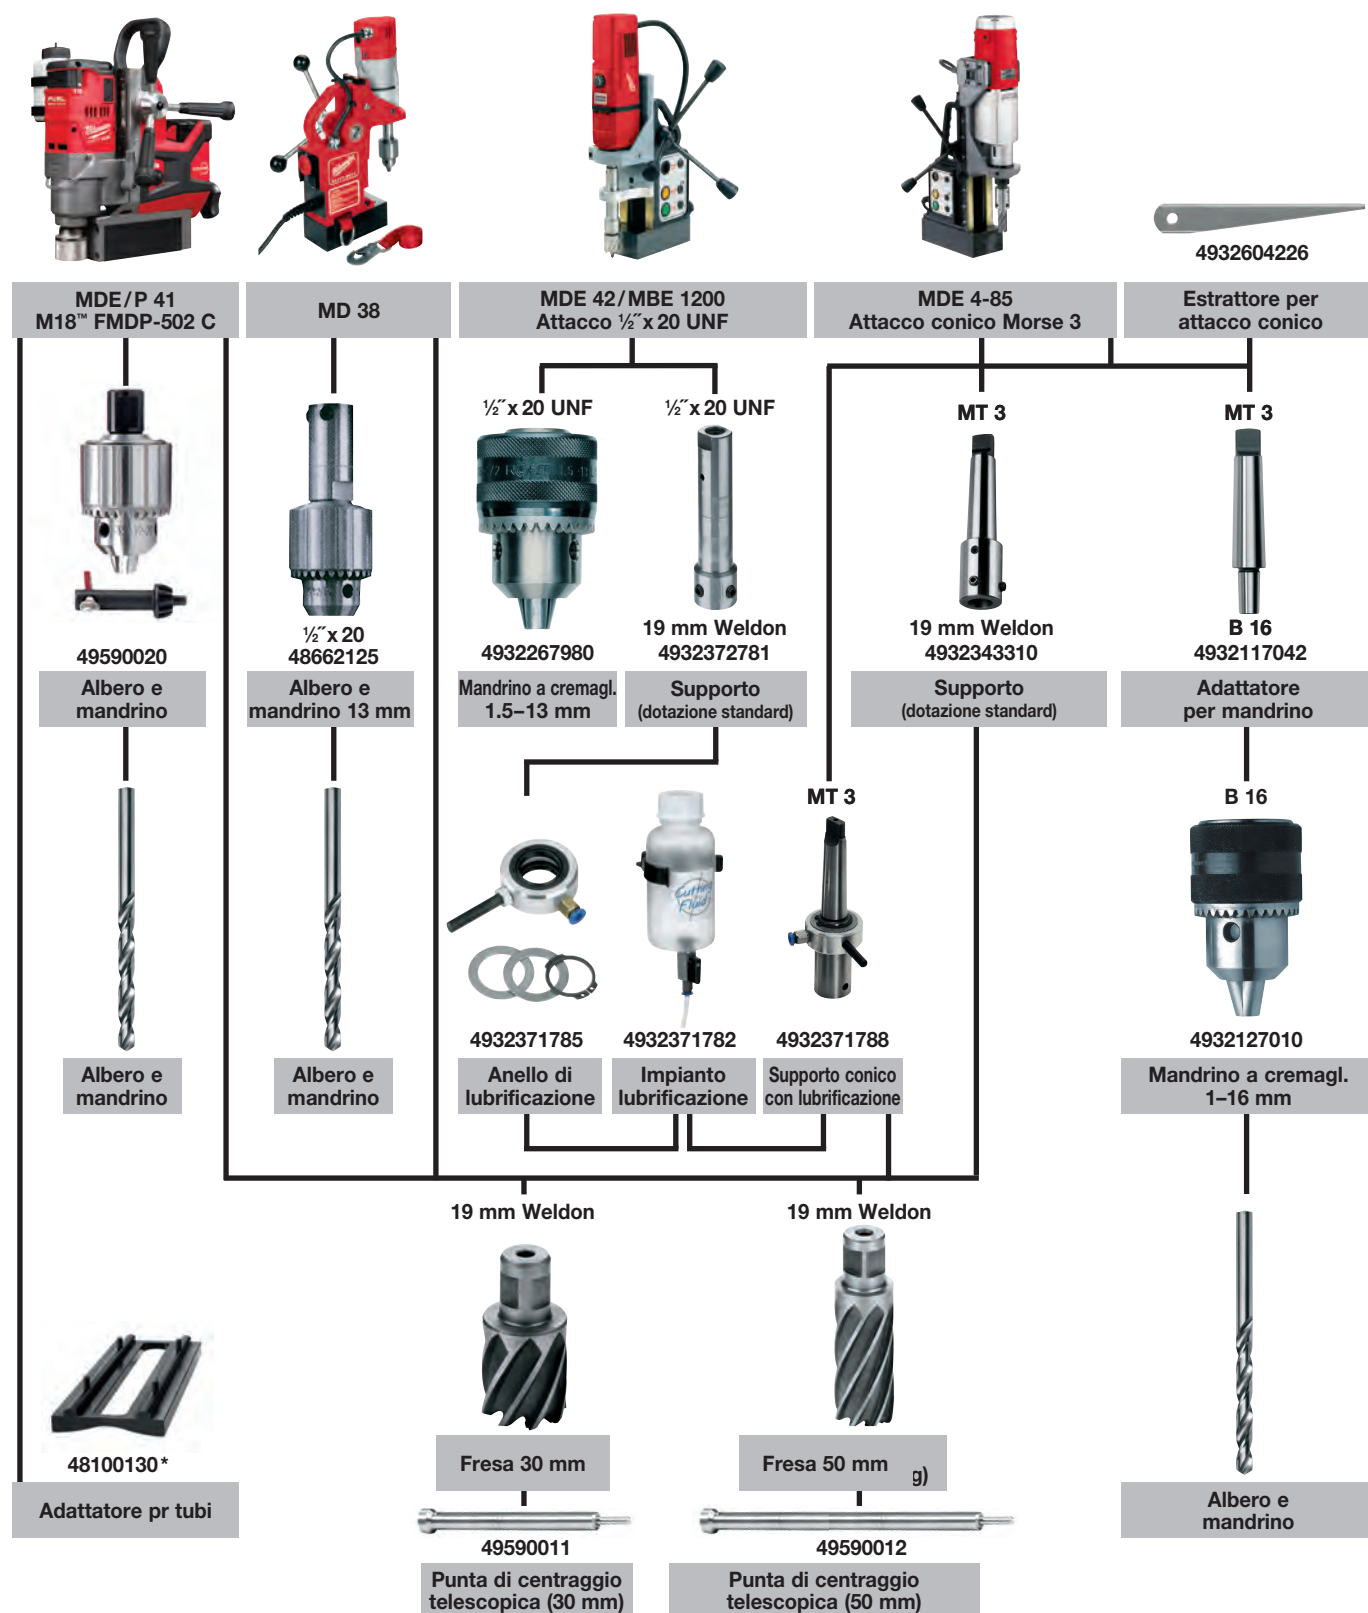 4932604226
MDE/P 41
M18™ FMDP-502 C
MD 38
MDE 42/MBE 1200
Attacco ½˝x 20 UNF
MDE 4-85
Attacco conico Morse 3
Estrattore per
attacco conico
½˝x 20 UNF
½˝x 20 UNF
MT 3
MT 3
49590020
Albero e
mandrino
½˝x 20
48662125
Albero e
mandrino 13 mm
4932267980
Mandrino a cremagl.
1.5–13 mm
19 mm Weldon
4932372781
Supporto
(dotazione standard)
19 mm Weldon
4932343310
Supporto
(dotazione standard)
B 16
4932117042
Adattatore
per mandrino
MT 3
B 16
Cutting
Fluid
Albero e
mandrino
Albero e
mandrino
4932371785
Anello di
lubrificazione
4932371782
Impianto
lubrificazione
4932371788
Supporto conico
con lubrificazione
4932127010
Mandrino a cremagl.
1–16 mm
19 mm Weldon
19 mm Weldon
48100130*
Adattatore pr tubi
Fresa 30 mm
Fresa 50 mm
g)
Albero e
mandrino
49590011
Punta di centraggio
telescopica (30 mm)
49590012
Punta di centraggio
telescopica (50 mm)